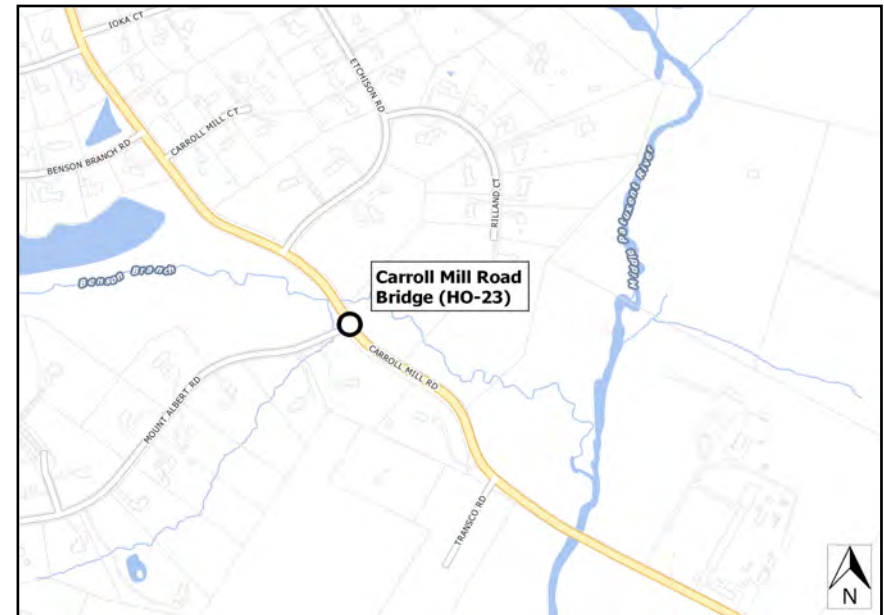 IOKA CT
ETCHISON RD
CARROLL MILL CT
BENSON BRANCH RD
RILLAND CT
Middle Patuxent River
Benson Branch
Carroll Mill Road
Bridge (HO-23)
CARROLL MILL RD
MOUNT ALBERT RD
TRANSCO RD
N